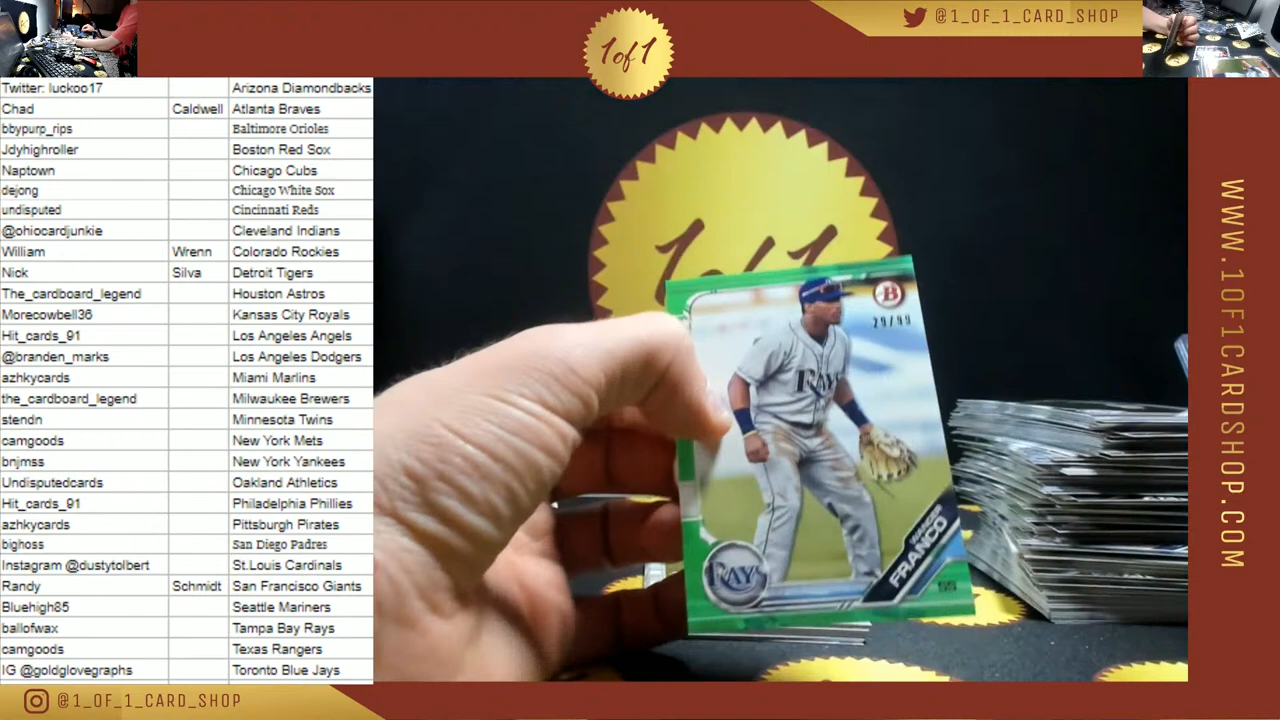 1of1
@1_OF_1_CARD_SHOP
Twitter: luckoo17 Arizona Diamondbacks
Chad Caldwell Atlanta Braves
bbypurp_rips Baltimore Orioles
Jdyhighroller Boston Red Sox
Naptown Chicago Cubs
dejong Chicago White Sox
undisputed Cincinnati Reds
@ohiocardjunkie Cleveland Indians
William Wrenn Colorado Rockies
Nick Silva Detroit Tigers
The_cardboard_legend Houston Astros
Morecowbell36 Kansas City Royals
Hit_cards_91 Los Angeles Angels
@branden_marks Los Angeles Dodgers
azhkycards Miami Marlins
the_cardboard_legend Milwaukee Brewers
stendn Minnesota Twins
camgoods New York Mets
bnjmss New York Yankees
Undisputedcards Oakland Athletics
Hit_cards_91 Philadelphia Phillies
azhkycards Pittsburgh Pirates
bighoss San Diego Padres
Instagram @dustytolbert St.Louis Cardinals
Randy Schmidt San Francisco Giants
Bluehigh85 Seattle Mariners
ballofwax Tampa Bay Rays
camgoods Texas Rangers
IG @goldglovegraphs Toronto Blue Jays
B
29/99
RAYS
WANDER
FRANCO
RAYS
SS
WWW.1OF1CARDSHOP.COM
@1_OF_1_CARD_SHOP